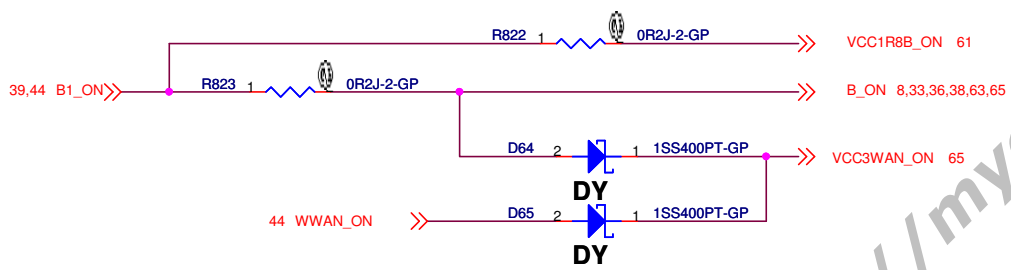 R822 1 0R2J-2-GP VCC1R8B_ON 61
39,44 B1_ON R823 1 0R2J-2-GP B_ON 8,33,36,38,63,65
D64 2 1 1SS400PT-GP VCC3WAN_ON 65
DY
44 WWAN_ON D65 2 1 1SS400PT-GP
DY